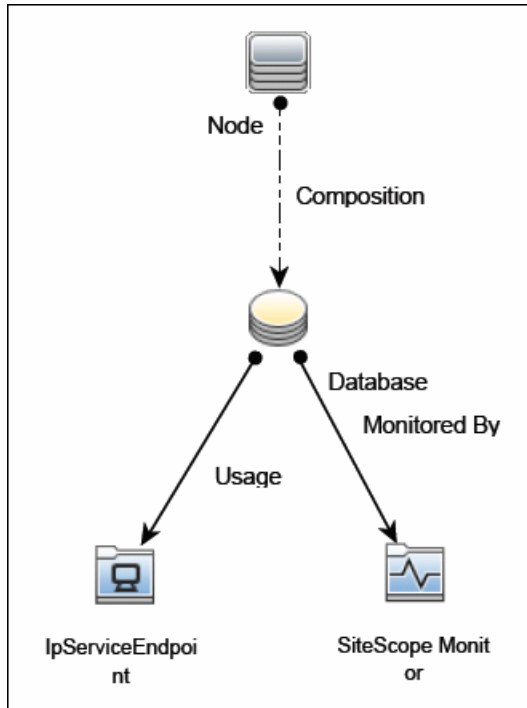 Node
Composition
Database
Monitored By
Usage
IpServiceEndpoi
nt
SiteScope Monit
or